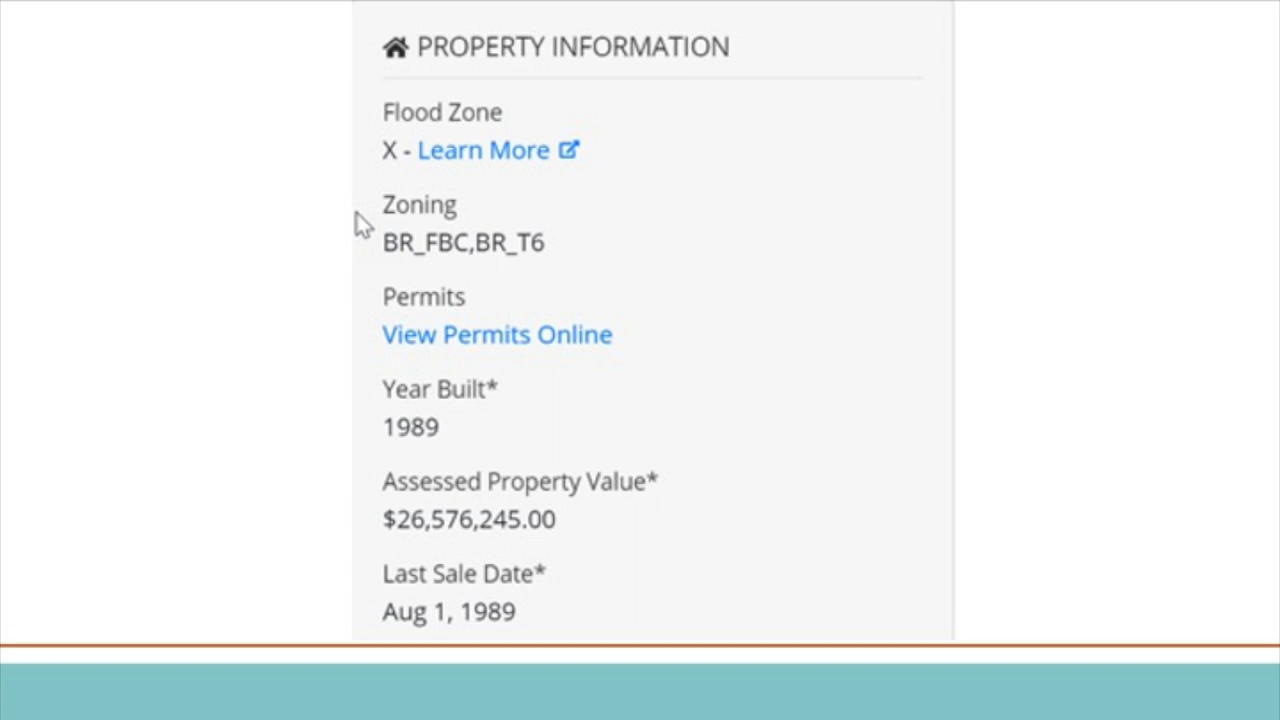 PROPERTY INFORMATION
Flood Zone
X - Learn More
Zoning
BR_FBC,BR_T6
Permits
View Permits Online
Year Built*
1989
Assessed Property Value*
$26,576,245.00
Last Sale Date*
Aug 1, 1989